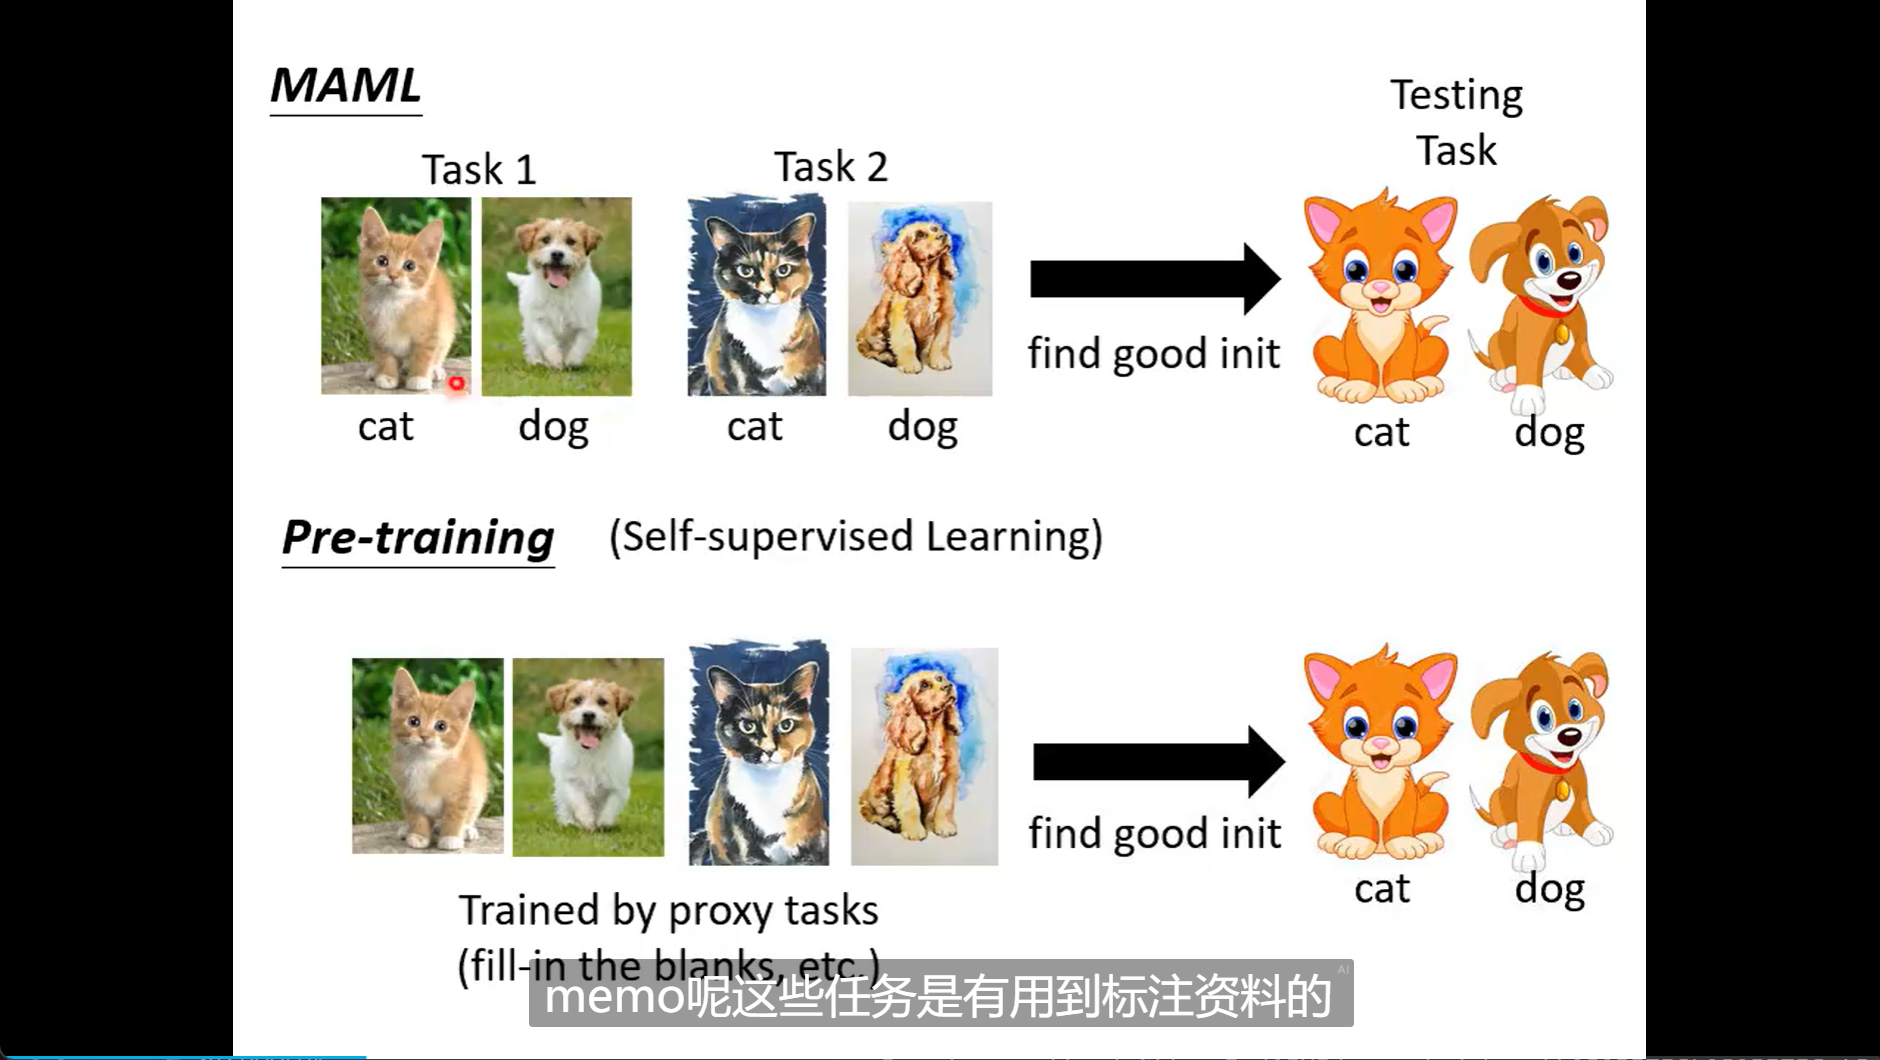 MAML
Testing
Task
Task 1
Task 2
find good init
cat
dog
cat
dog
cat
dog
Pre-training
(Self-supervised Learning)
find good init
cat
dog
Trained by proxy tasks
(fill-in the blanks, etc.)
AI
memo呢这些任务是有用到标注资料的